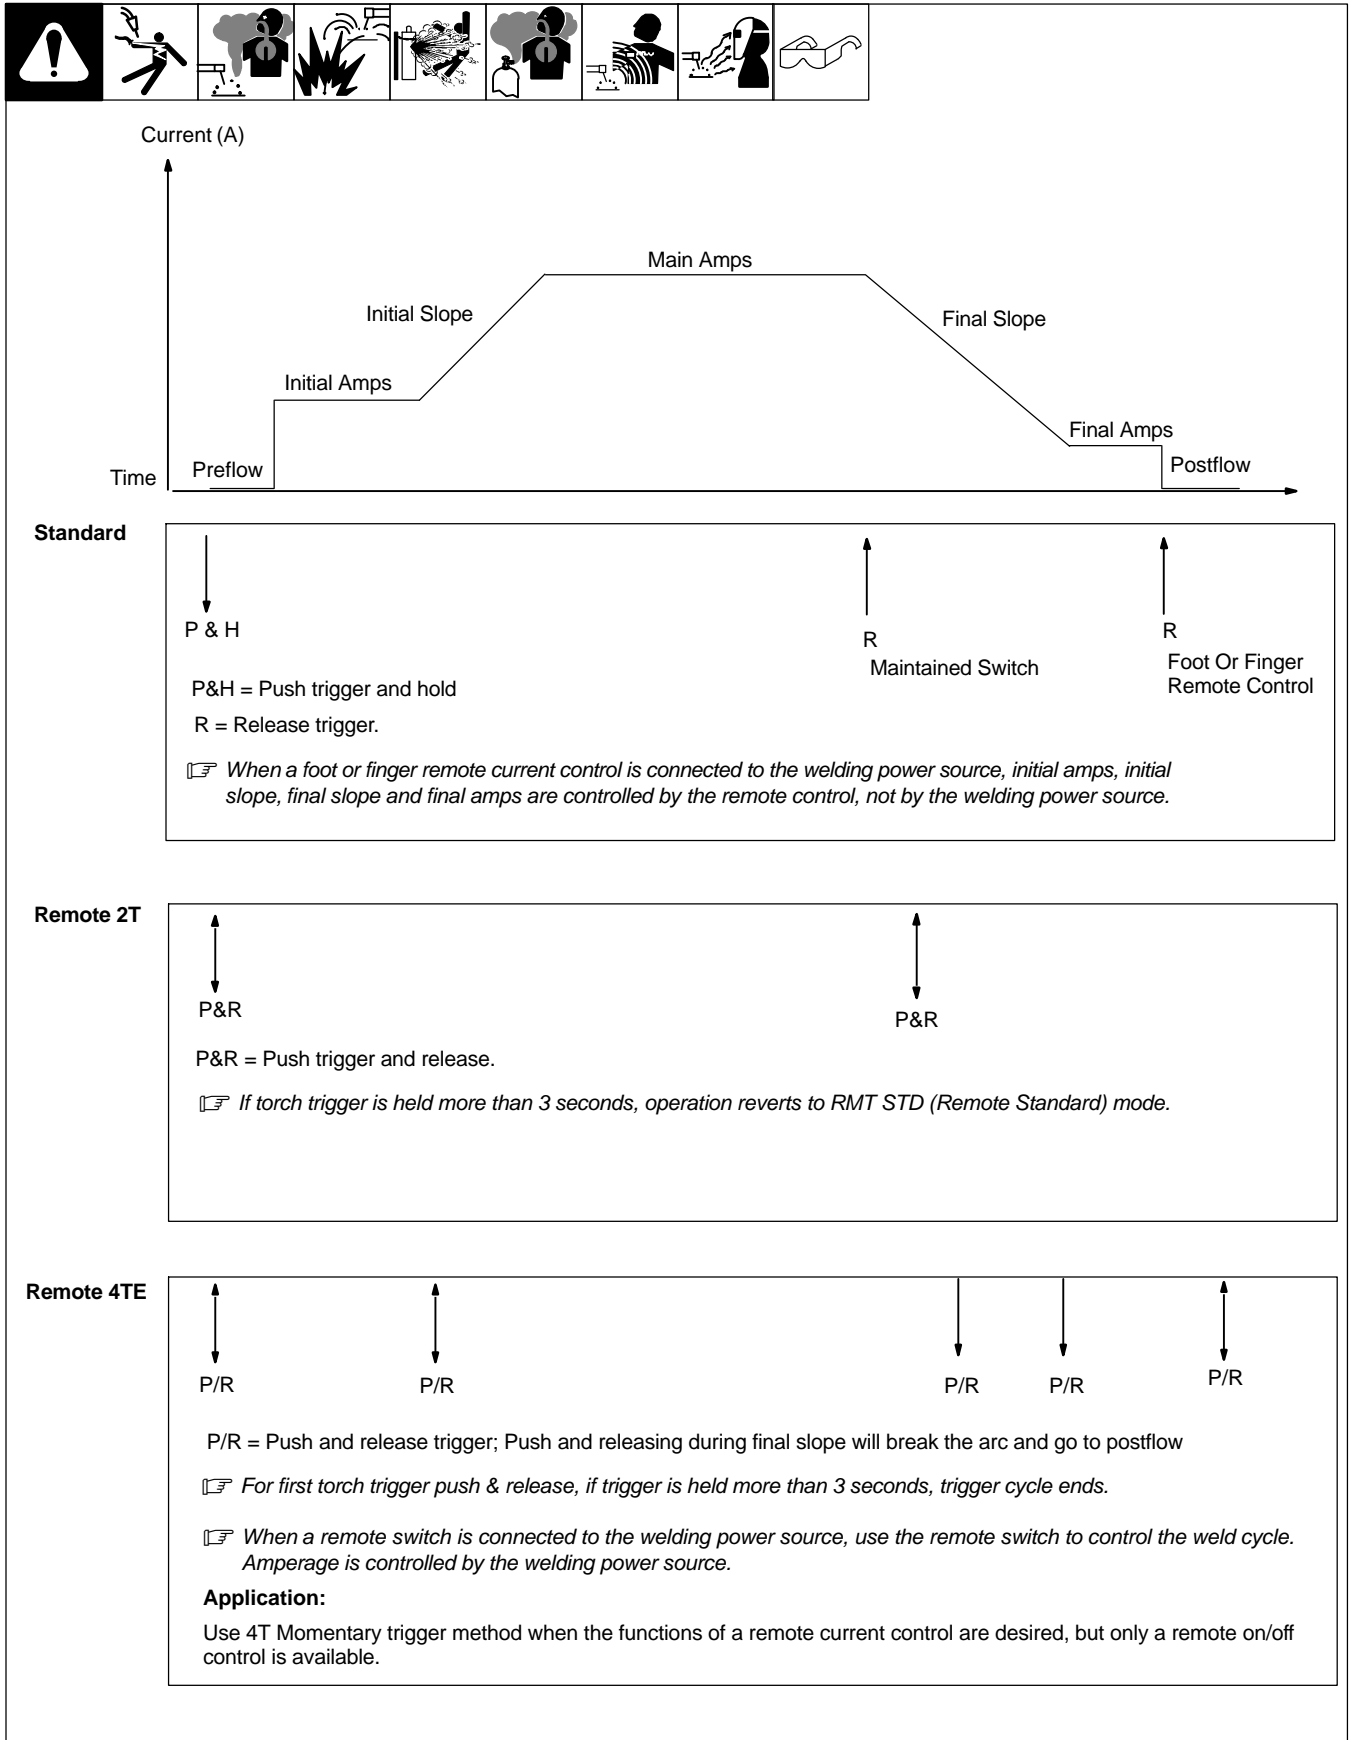 Current (A)
Main Amps
Initial Slope
Final Slope
Initial Amps
Final Amps
Time
Preflow
Postflow
Standard
P & H
R
Maintained Switch
R
Foot Or Finger
Remote Control
P&H = Push trigger and hold
R = Release trigger.
When a foot or finger remote current control is connected to the welding power source, initial amps, initial
slope, final slope and final amps are controlled by the remote control, not by the welding power source.
Remote 2T
P&R
P&R
P&R = Push trigger and release.
If torch trigger is held more than 3 seconds, operation reverts to RMT STD (Remote Standard) mode.
Remote 4TE
P/R
P/R
P/R
P/R
P/R
P/R = Push and release trigger; Push and releasing during final slope will break the arc and go to postflow
For first torch trigger push & release, if trigger is held more than 3 seconds, trigger cycle ends.
When a remote switch is connected to the welding power source, use the remote switch to control the weld cycle.
Amperage is controlled by the welding power source.
Application:
Use 4T Momentary trigger method when the functions of a remote current control are desired, but only a remote on/off
control is available.